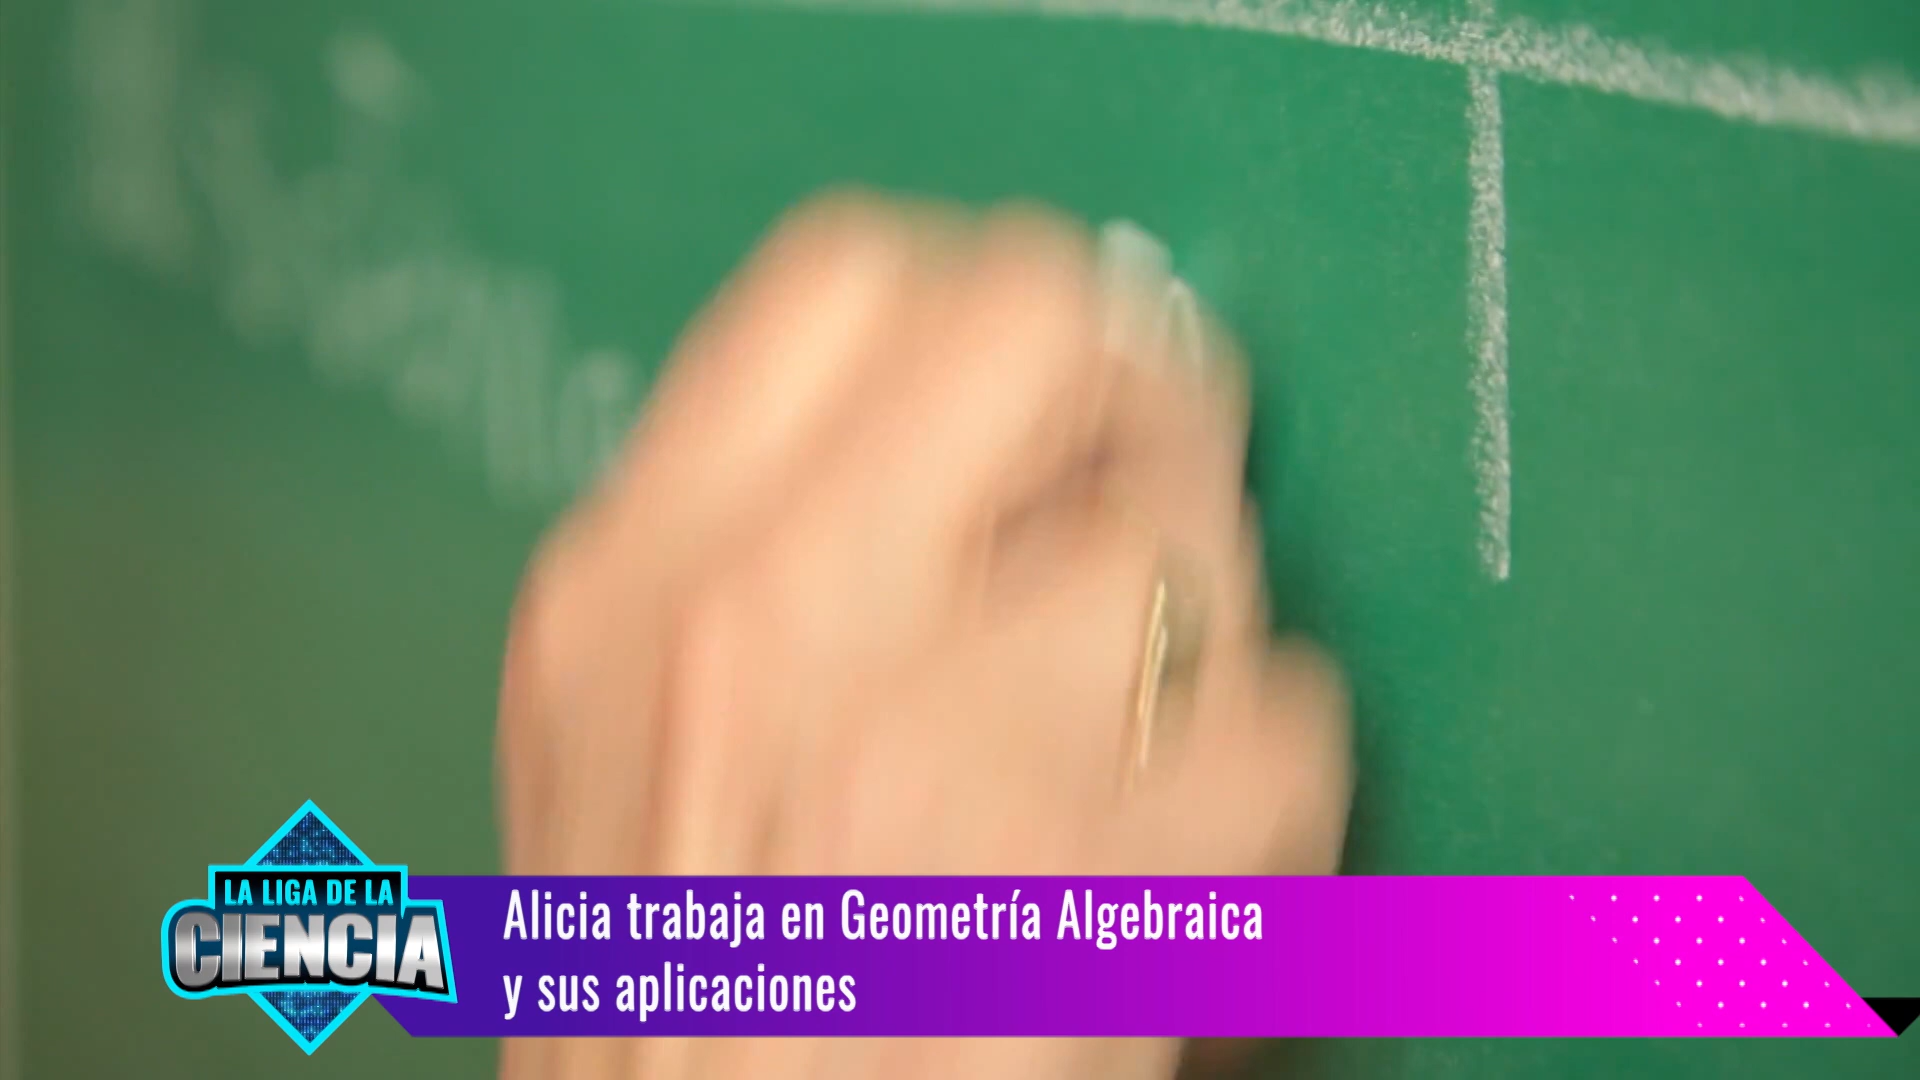 LA LIGA DE LA
CIENCIA
Alicia trabaja en Geometría Algebraica
y sus aplicaciones